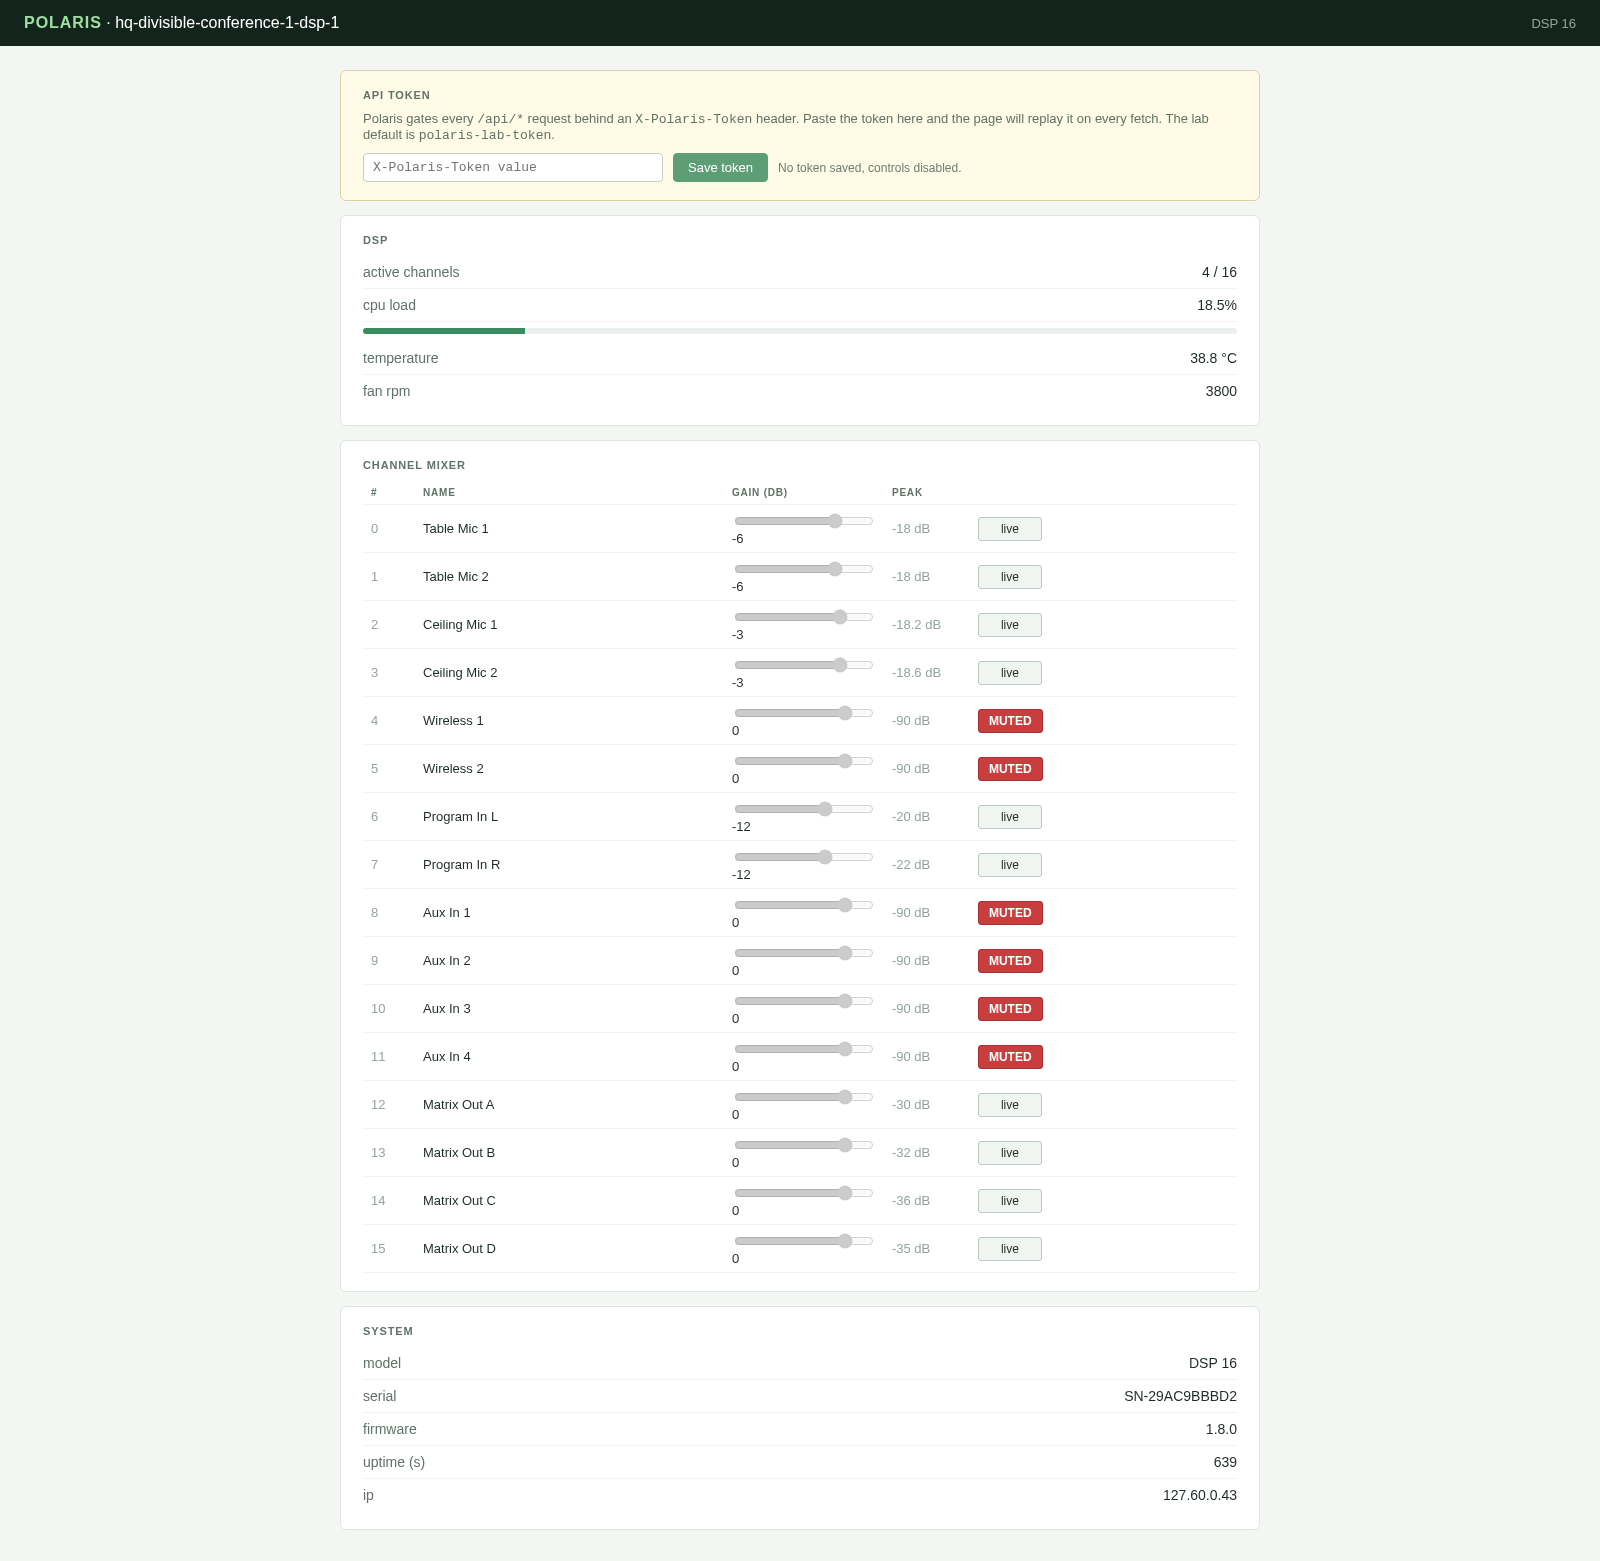 POLARIS · hq-divisible-conference-1-dsp-1
DSP 16
API TOKEN
Polaris gates every /api/* request behind an X-Polaris-Token header. Paste the token here and the page will replay it on every fetch. The lab
default is polaris-lab-token.
X-Polaris-Token value
Save token
No token saved, controls disabled.
DSP
active channels 4 / 16
cpu load 18.5%
temperature 38.8 °C
fan rpm 3800
CHANNEL MIXER
# NAME GAIN (DB) PEAK
0 Table Mic 1 -6 -18 dB live
1 Table Mic 2 -6 -18 dB live
2 Ceiling Mic 1 -3 -18.2 dB live
3 Ceiling Mic 2 -3 -18.6 dB live
4 Wireless 1 0 -90 dB MUTED
5 Wireless 2 0 -90 dB MUTED
6 Program In L -12 -20 dB live
7 Program In R -12 -22 dB live
8 Aux In 1 0 -90 dB MUTED
9 Aux In 2 0 -90 dB MUTED
10 Aux In 3 0 -90 dB MUTED
11 Aux In 4 0 -90 dB MUTED
12 Matrix Out A 0 -30 dB live
13 Matrix Out B 0 -32 dB live
14 Matrix Out C 0 -36 dB live
15 Matrix Out D 0 -35 dB live
SYSTEM
model DSP 16
serial SN-29AC9BBBD2
firmware 1.8.0
uptime (s) 639
ip 127.60.0.43